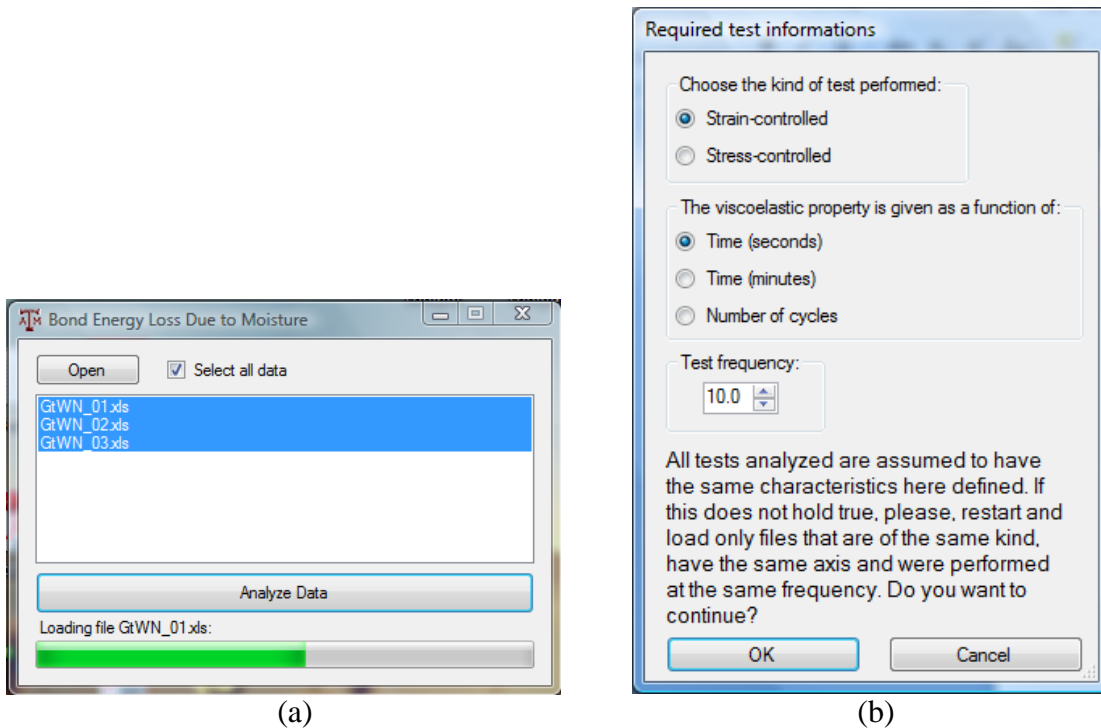 Bond Energy Loss Due to Moisture
Open
Select all data
GtWN_01.xls
GtWN_02.xls
GtWN_03.xls
Analyze Data
Loading file GtWN_01.xls:
(a)
Required test informations
Choose the kind of test performed:
Strain-controlled
Stress-controlled
The viscoelastic property is given as a function of:
Time (seconds)
Time (minutes)
Number of cycles
Test frequency:
10.0
All tests analyzed are assumed to have
the same characteristics here defined. If
this does not hold true, please, restart and
load only files that are of the same kind,
have the same axis and were performed
at the same frequency. Do you want to
continue?
OK
Cancel
(b)